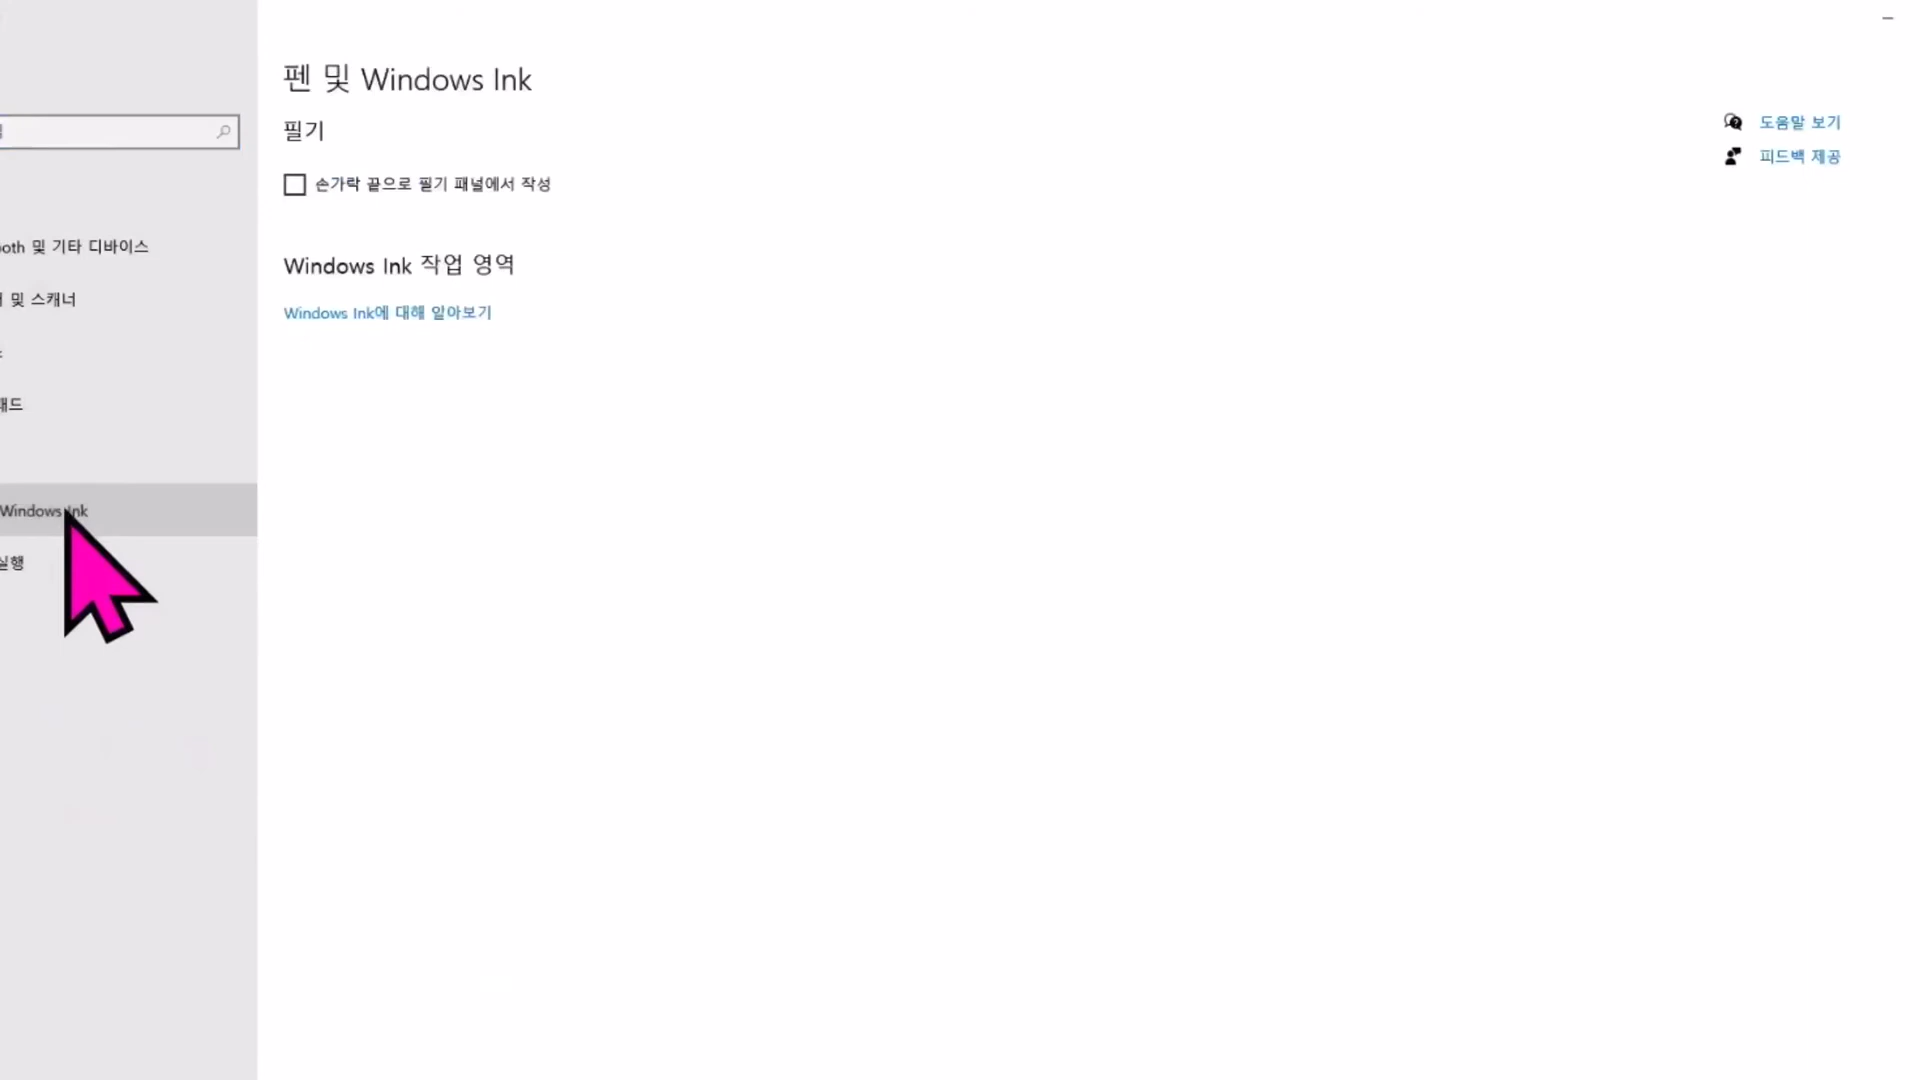 펜 및 Windows Ink
필기
손가락 끝으로 필기 패널에서 작성
Windows Ink 작업 영역
Windows Ink에 대해 알아보기
도움말 보기
피드백 제공
및 기타 디바이스
및 스캐너
패드
Windows Ink
실행